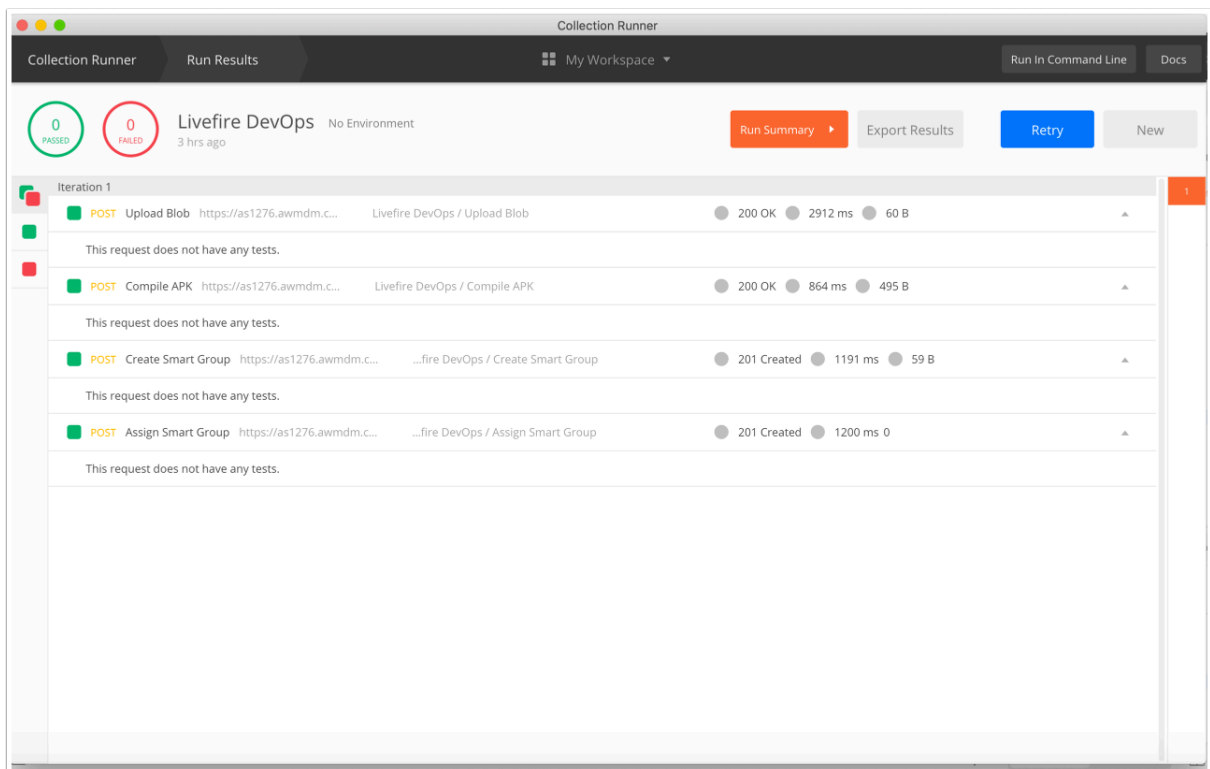 Collection Runner
Collection Runner Run Results My Workspace Run In Command Line Docs
0 PASSED 0 FAILED Livefire DevOps No Environment Run Summary Export Results Retry New
3 hrs ago
Iteration 1
1
POST Upload Blob https://as1276.awmdm.c... Livefire DevOps / Upload Blob 200 OK 2912 ms 60 B
This request does not have any tests.
POST Compile APK https://as1276.awmdm.c... Livefire DevOps / Compile APK 200 OK 864 ms 495 B
This request does not have any tests.
POST Create Smart Group https://as1276.awmdm.c... ...fire DevOps / Create Smart Group 201 Created 1191 ms 59 B
This request does not have any tests.
POST Assign Smart Group https://as1276.awmdm.c... ...fire DevOps / Assign Smart Group 201 Created 1200 ms 0
This request does not have any tests.